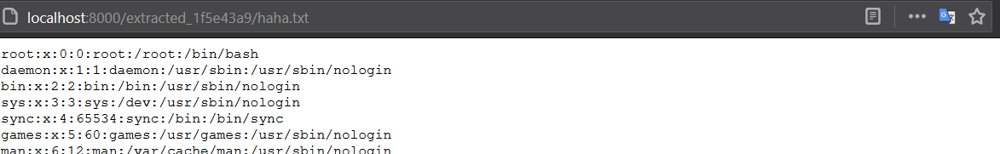 localhost:8000/extracted_1f5e43a9/haha.txt
root:x:0:0:root:/root:/bin/bash
daemon:x:1:1:daemon:/usr/sbin:/usr/sbin/nologin
bin:x:2:2:bin:/bin:/usr/sbin/nologin
sys:x:3:3:sys:/dev:/usr/sbin/nologin
sync:x:4:65534:sync:/bin:/bin/sync
games:x:5:60:games:/usr/games:/usr/sbin/nologin
man:x:6:12:man:/var/cache/man:/usr/sbin/nologin